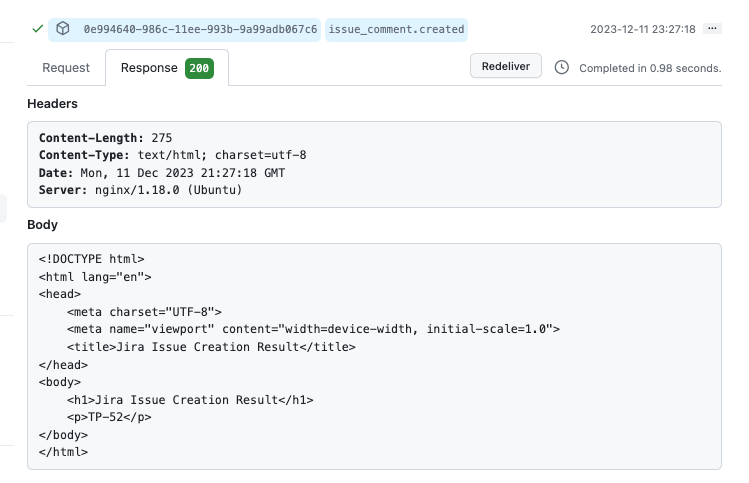 0e994640-986c-11ee-993b-9a99adb067c6 issue_comment.created 2023-12-11 23:27:18 ...
Request Response 200 Redeliver Completed in 0.98 seconds.
Headers
Content-Length: 275
Content-Type: text/html; charset=utf-8
Date: Mon, 11 Dec 2023 21:27:18 GMT
Server: nginx/1.18.0 (Ubuntu)
Body
<!DOCTYPE html>
<html lang="en">
<head>
    <meta charset="UTF-8">
    <meta name="viewport" content="width=device-width, initial-scale=1.0">
    <title>Jira Issue Creation Result</title>
</head>
<body>
    <h1>Jira Issue Creation Result</h1>
    <p>TP-52</p>
</body>
</html>